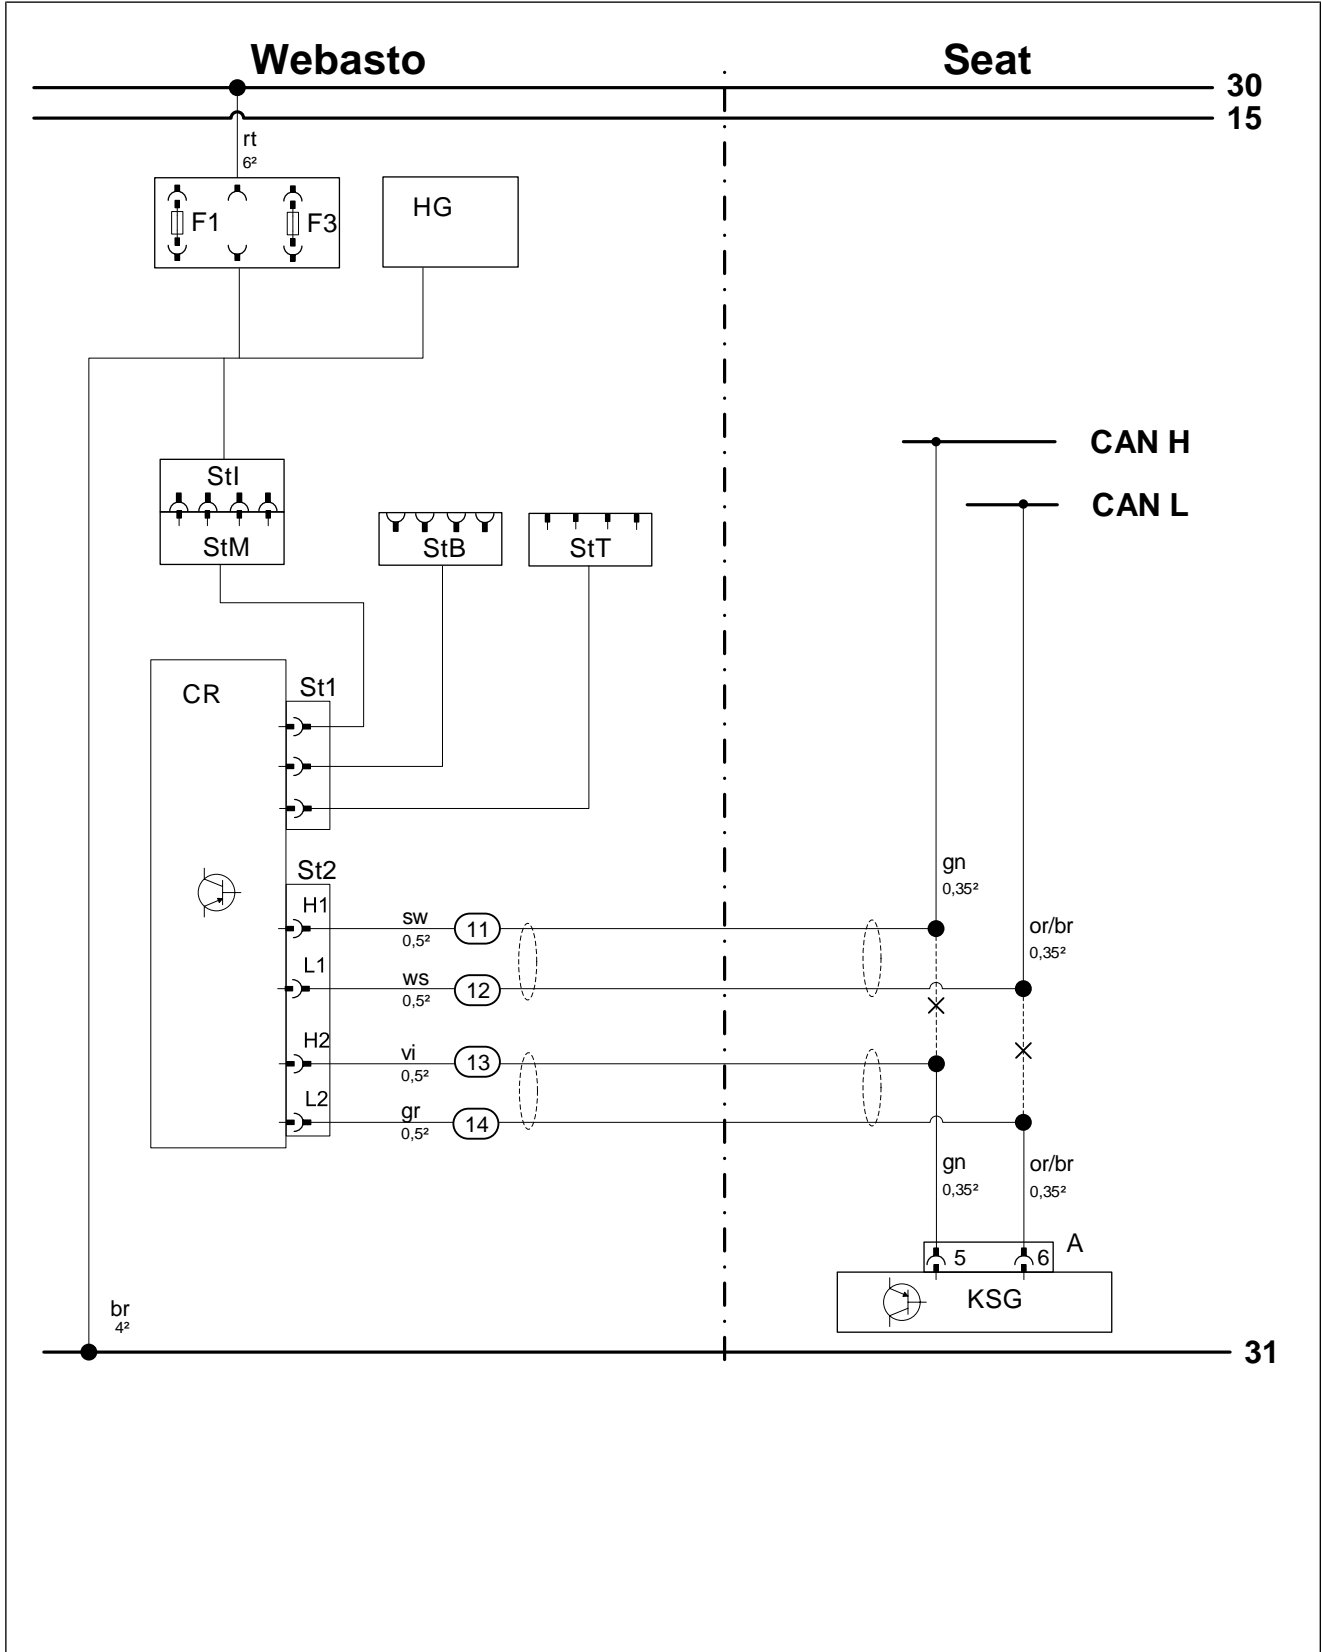 Webasto
Seat
30
15
rt
6²
F1
F3
HG
CAN H
CAN L
StI
StM
StB
StT
CR
St1
St2
H1
sw
0,5²
11
L1
ws
0,5²
12
H2
vi
0,5²
13
L2
gr
0,5²
14
gn
0,35²
or/br
0,35²
gn
0,35²
or/br
0,35²
5
6
A
KSG
br
4²
31